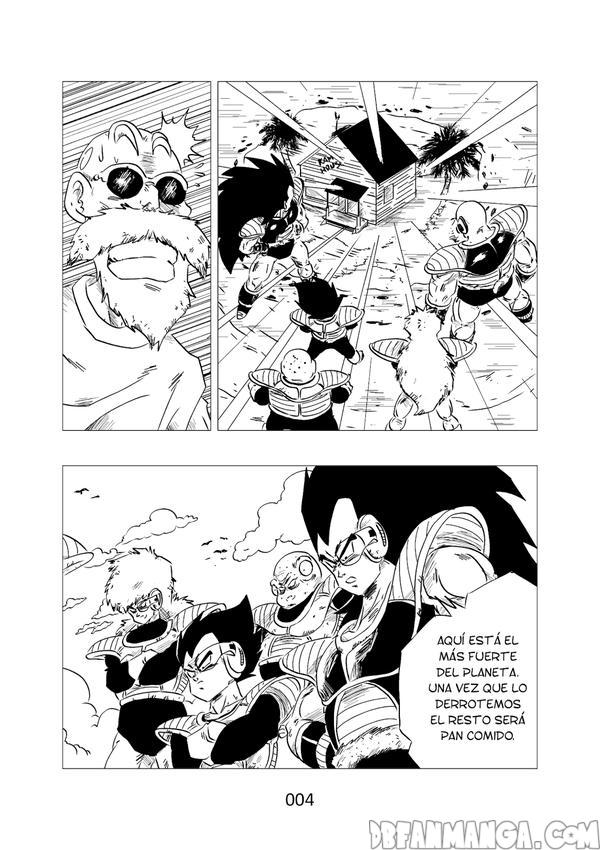 KAME
HOUSE
AQUÍ ESTÁ EL
MÁS FUERTE
DEL PLANETA.
UNA VEZ QUE LO
DERROTEMOS
EL RESTO SERÁ
PAN COMIDO.
004
DBFANMANGA.COM